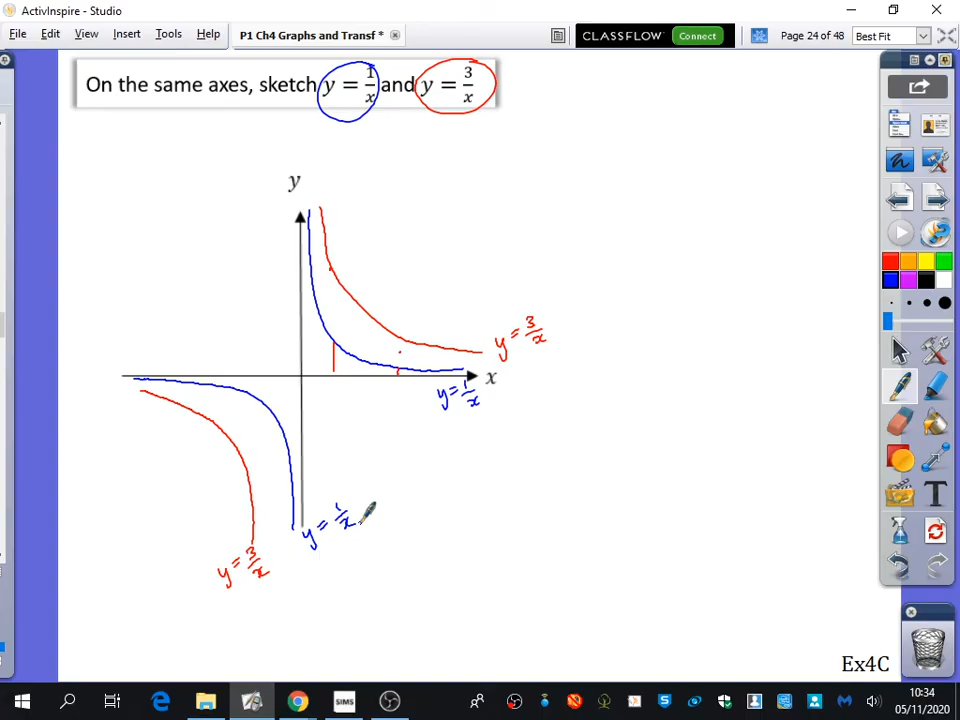 ActivInspire - Studio
File Edit View Insert Tools Help
P1 Ch4 Graphs and Transf *
CLASSFLOW Connect
Page 24 of 48
Best Fit
On the same axes, sketch y = 1/x and y = 3/x
y
y = 3/x
x
y = 1/x
y = 1/x
y = 3/x
Ex4C
T
SIMS
10:34
05/11/2020